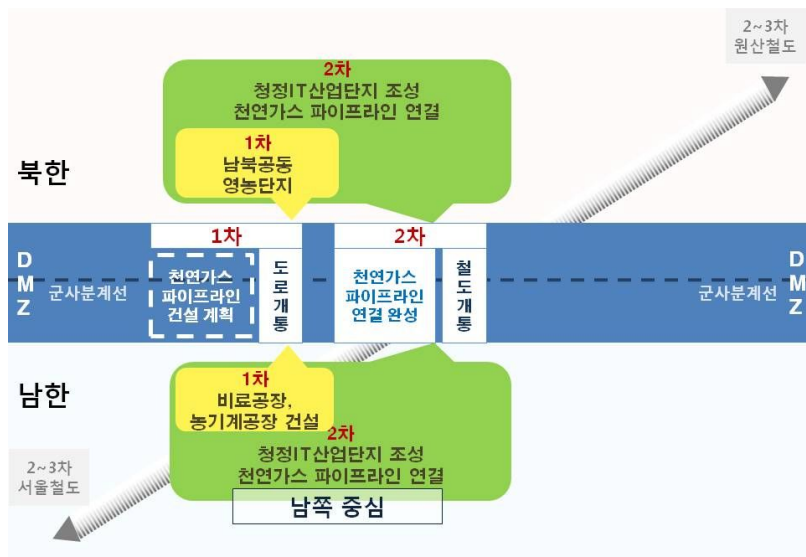 2~3차
원산철도
2차
청정IT산업단지 조성
천연가스 파이프라인 연결
1차
남북공동
영농단지
북한
1차
2차
DMZ
군사분계선
천연가스
파이프라인
건설 계획
도로개통
천연가스
파이프라인
연결 완성
철도개통
군사분계선
DMZ
남한
1차
비료공장,
농기계공장 건설
2차
청정IT산업단지 조성
천연가스 파이프라인 연결
남쪽 중심
2~3차
서울철도